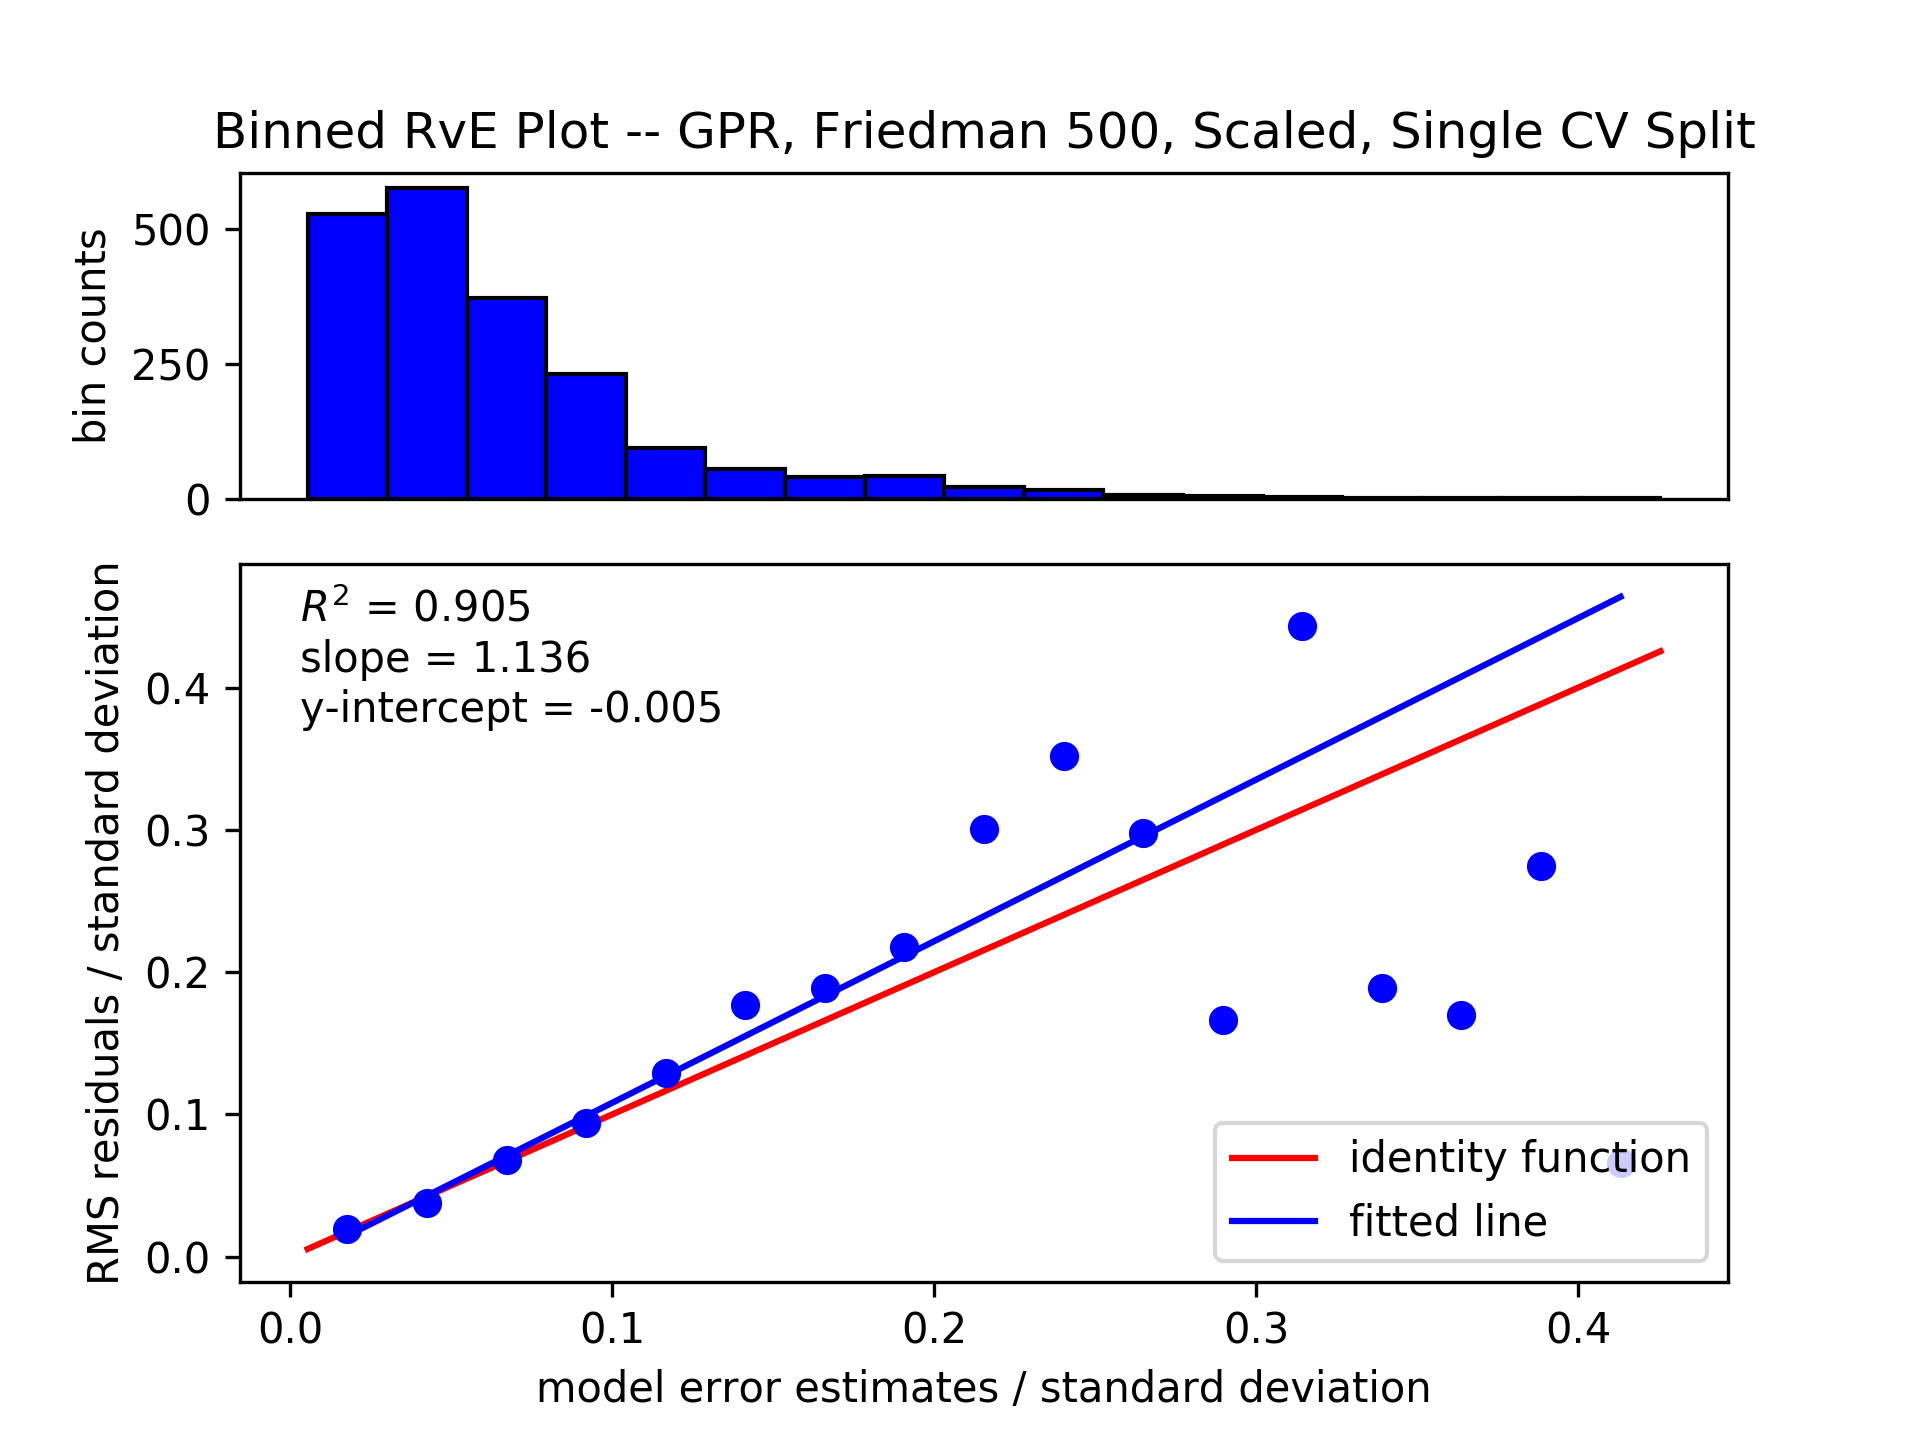 Binned RvE Plot -- GPR, Friedman 500, Scaled, Single CV Split
bin counts
500
250
0
RMS residuals / standard deviation
R² = 0.905
slope = 1.136
y-intercept = -0.005
0.4
0.3
0.2
0.1
0.0
identity function
fitted line
0.0 0.1 0.2 0.3 0.4
model error estimates / standard deviation